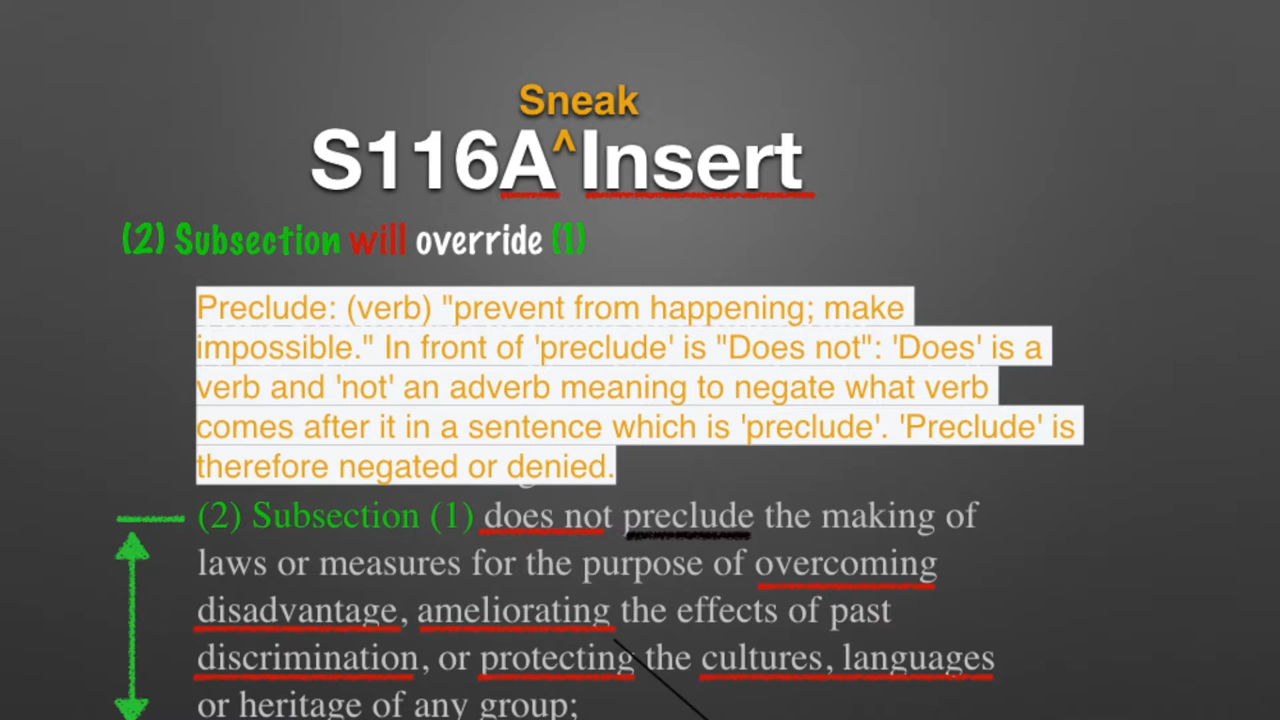 Sneak
S116A^Insert
(2) Subsection will override (1)
Preclude: (verb) "prevent from happening; make
impossible." In front of 'preclude' is "Does not": 'Does' is a
verb and 'not' an adverb meaning to negate what verb
comes after it in a sentence which is 'preclude'. 'Preclude' is
therefore negated or denied.
(2) Subsection (1) does not preclude the making of
laws or measures for the purpose of overcoming
disadvantage, ameliorating the effects of past
discrimination, or protecting the cultures, languages
or heritage of any group;